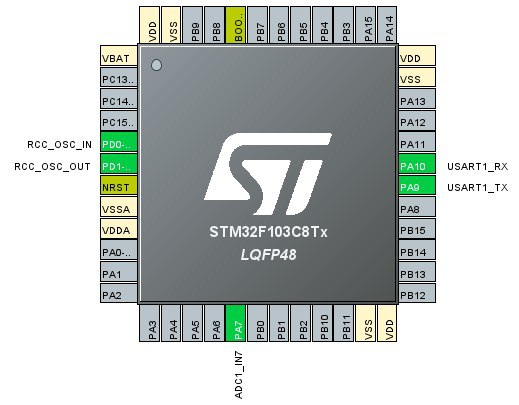 VDD
VSS
PB9
PB8
BOO..
PB7
PB6
PB5
PB4
PB3
PA15
PA14
VBAT
PC13..
PC14..
PC15..
RCC_OSC_IN PD0-..
RCC_OSC_OUT PD1-..
NRST
VSSA
VDDA
PA0-..
PA1
PA2
ST
STM32F103C8Tx
LQFP48
VDD
VSS
PA13
PA12
PA11
PA10 USART1_RX
PA9 USART1_TX
PA8
PB15
PB14
PB13
PB12
PA3
PA4
PA5
PA6
PA7
PB0
PB1
PB2
PB10
PB11
VSS
VDD
ADC1_IN7